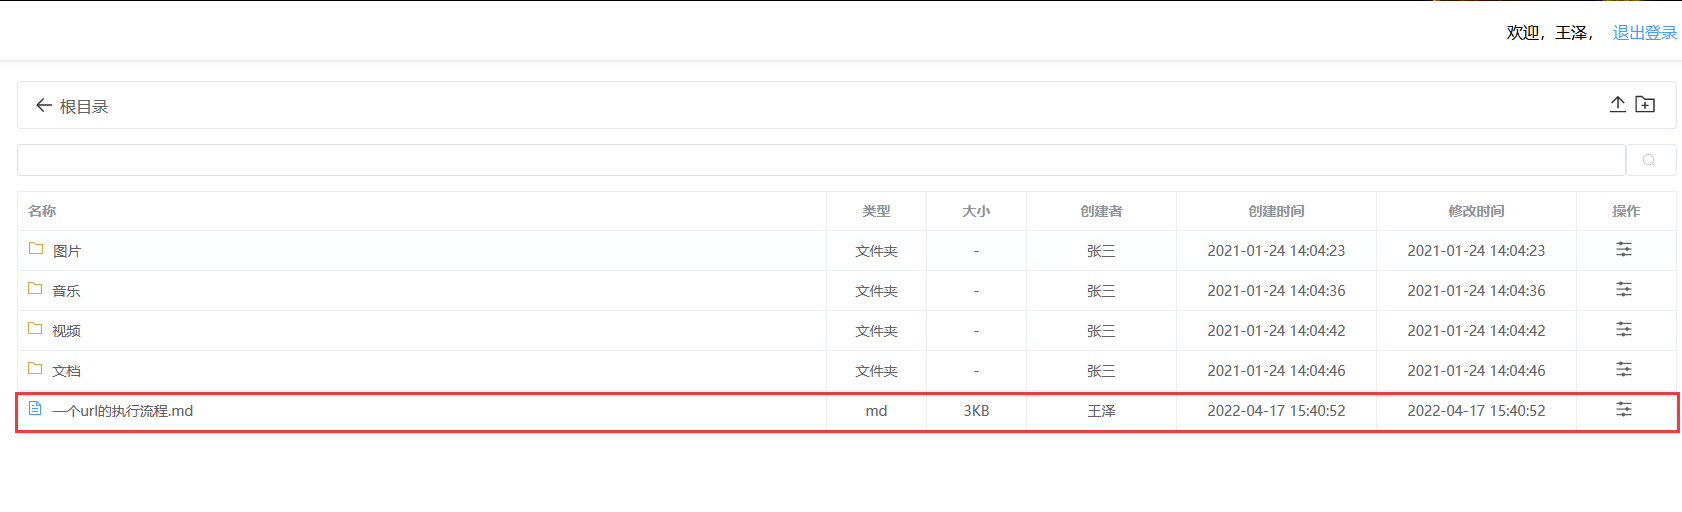 欢迎，王泽， 退出登录
根目录
名称 类型 大小 创建者 创建时间 修改时间 操作
图片 文件夹 - 张三 2021-01-24 14:04:23 2021-01-24 14:04:23
音乐 文件夹 - 张三 2021-01-24 14:04:36 2021-01-24 14:04:36
视频 文件夹 - 张三 2021-01-24 14:04:42 2021-01-24 14:04:42
文档 文件夹 - 张三 2021-01-24 14:04:46 2021-01-24 14:04:46
一个url的执行流程.md md 3KB 王泽 2022-04-17 15:40:52 2022-04-17 15:40:52